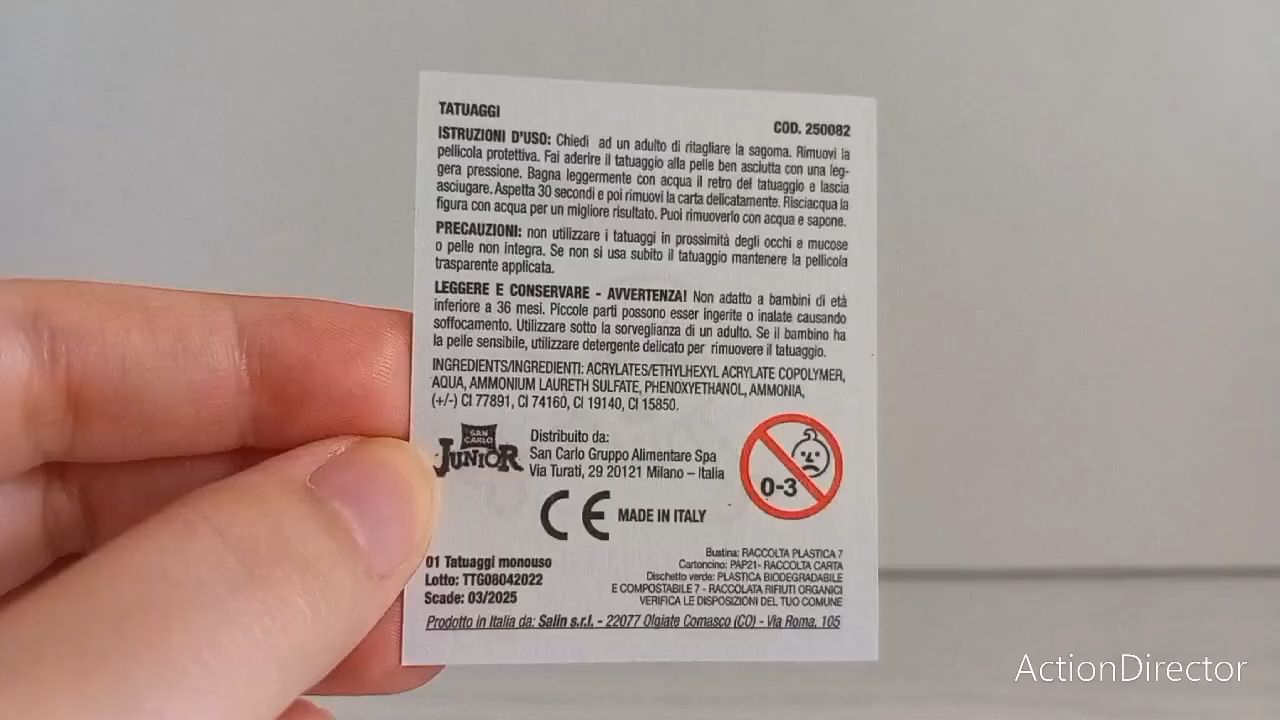 TATUAGGI
COD. 250082
ISTRUZIONI D'USO: Chiedi ad un adulto di ritagliare la sagoma. Rimuovi la
pellicola protettiva. Fai aderire il tatuaggio alla pelle ben asciutta con una leg-
gera pressione. Bagna leggermente con acqua il retro del tatuaggio e lascia
asciugare. Aspetta 30 secondi e poi rimuovi la carta delicatamente. Risciacqua la
figura con acqua per un migliore risultato. Puoi rimuoverlo con acqua e sapone.
PRECAUZIONI: non utilizzare i tatuaggi in prossimità degli occhi e mucose
o pelle non integra. Se non si usa subito il tatuaggio mantenere la pellicola
trasparente applicata.
LEGGERE E CONSERVARE - AVVERTENZA! Non adatto a bambini di età
inferiore a 36 mesi. Piccole parti possono esser ingerite o inalate causando
soffocamento. Utilizzare sotto la sorveglianza di un adulto. Se il bambino ha
la pelle sensibile, utilizzare detergente delicato per rimuovere il tatuaggio.
INGREDIENTS/INGREDIENTI: ACRYLATES/ETHYLHEXYL ACRYLATE COPOLYMER,
AQUA, AMMONIUM LAURETH SULFATE, PHENOXYETHANOL, AMMONIA,
(+/-) CI 77891, CI 74160, CI 19140, CI 15850.
SAN
CARLO
JUNIOR
Distribuito da:
San Carlo Gruppo Alimentare Spa
Via Turati, 29 20121 Milano – Italia
0-3
CE MADE IN ITALY
01 Tatuaggi monouso
Lotto: TTG08042022
Scade: 03/2025
Bustina: RACCOLTA PLASTICA 7
Cartoncino: PAP21- RACCOLTA CARTA
Dischetto verde: PLASTICA BIODEGRADABILE
E COMPOSTABILE 7 - RACCOLATA RIFIUTI ORGANICI
VERIFICA LE DISPOSIZIONI DEL TUO COMUNE
Prodotto in Italia da: Salin s.r.l. - 22077 Olgiate Comasco (CO) - Via Roma, 105
ActionDirector